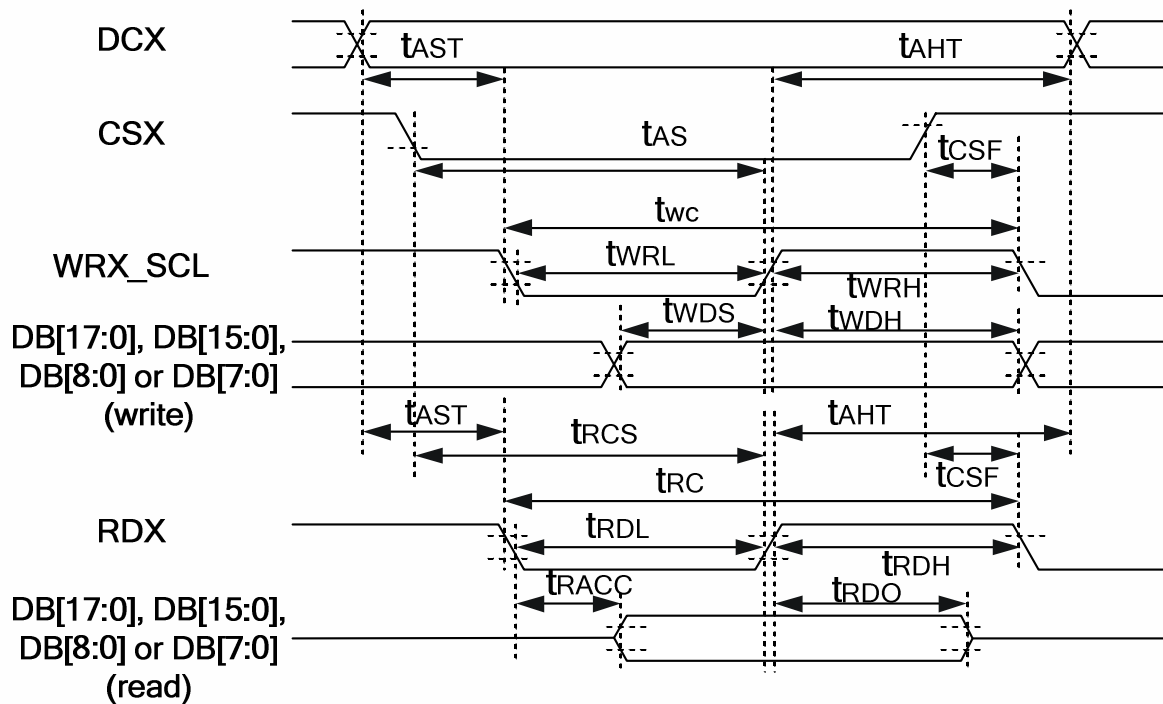 DCX
tAST
tAHT
CSX
tAS
tCSF
twc
WRX_SCL
tWRL
tWRH
tWDS
tWDH
DB[17:0], DB[15:0],
DB[8:0] or DB[7:0]
(write)
tAST
tRCS
tAHT
tCSF
tRC
RDX
tRDL
tRDH
tRACC
tRDO
DB[17:0], DB[15:0],
DB[8:0] or DB[7:0]
(read)